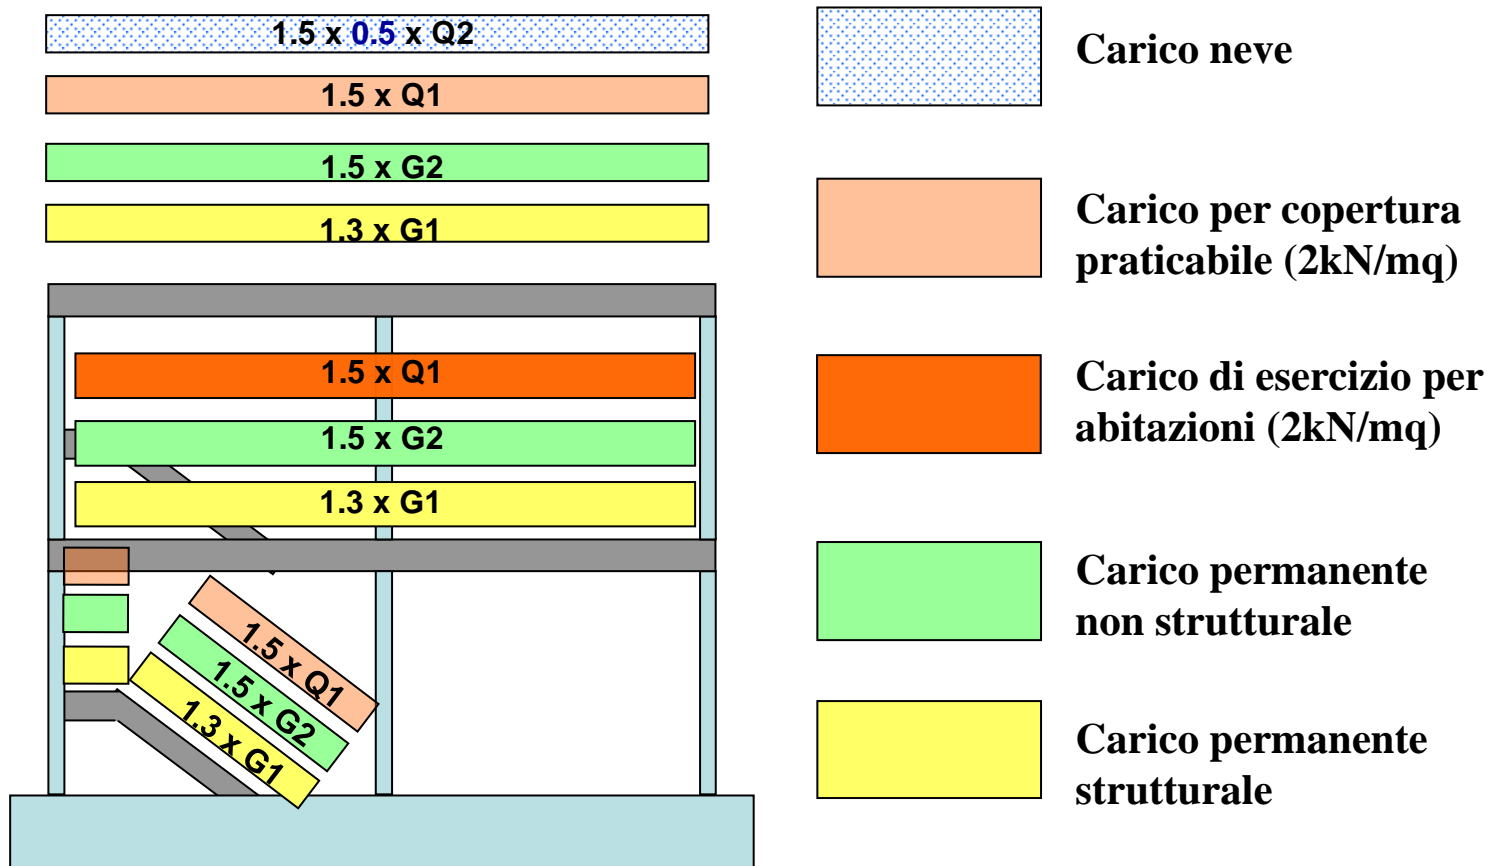 1.5 x 0.5 x Q2
1.5 x Q1
1.5 x G2
1.3 x G1
1.5 x Q1
1.5 x G2
1.3 x G1
1.5 x Q1
1.5 x G2
1.3 x G1
Carico neve
Carico per copertura
praticabile (2kN/mq)
Carico di esercizio per
abitazioni (2kN/mq)
Carico permanente
non strutturale
Carico permanente
strutturale